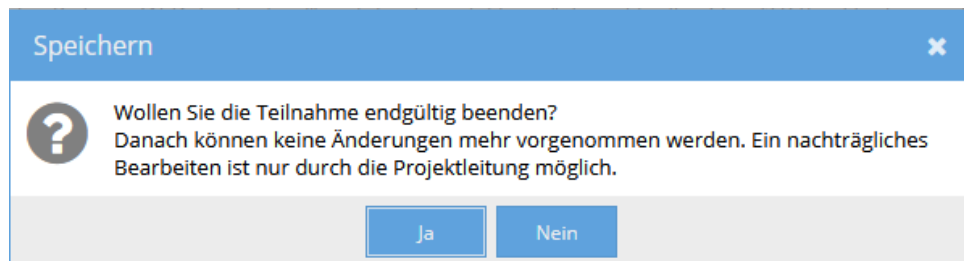 Speichern
Wollen Sie die Teilnahme endgültig beenden?
Danach können keine Änderungen mehr vorgenommen werden. Ein nachträgliches
Bearbeiten ist nur durch die Projektleitung möglich.
Ja
Nein